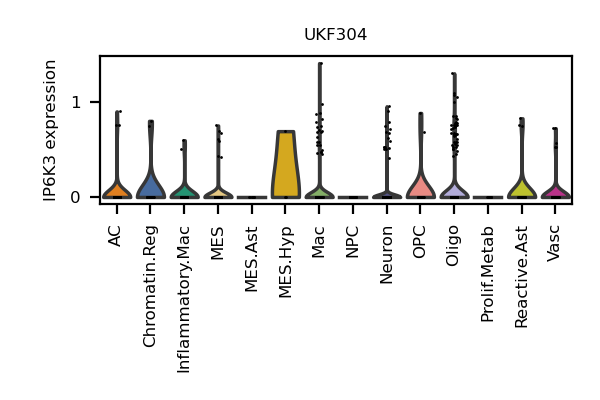 UKF304
IP6K3 expression
1
0
AC
Chromatin.Reg
Inflammatory.Mac
MES
MES.Ast
MES.Hyp
Mac
NPC
Neuron
OPC
Oligo
Prolif.Metab
Reactive.Ast
Vasc